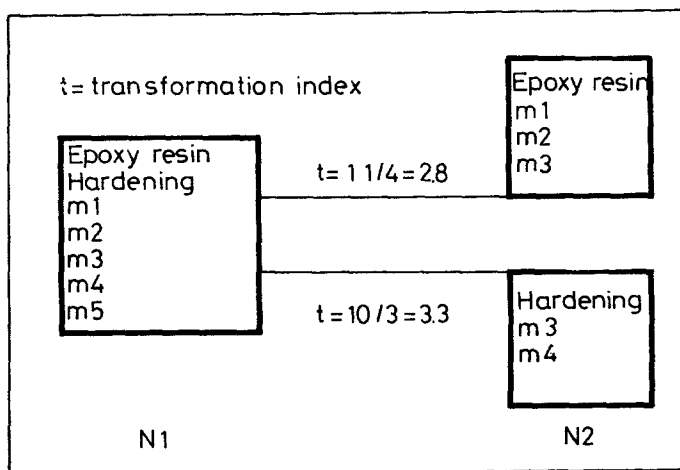 t= transformation index
Epoxy resin
Hardening
m1
m2
m3
m4
m5
t = 1 1/4 = 2.8
t = 10/3 = 3.3
Epoxy resin
m1
m2
m3
Hardening
m3
m4
N1
N2